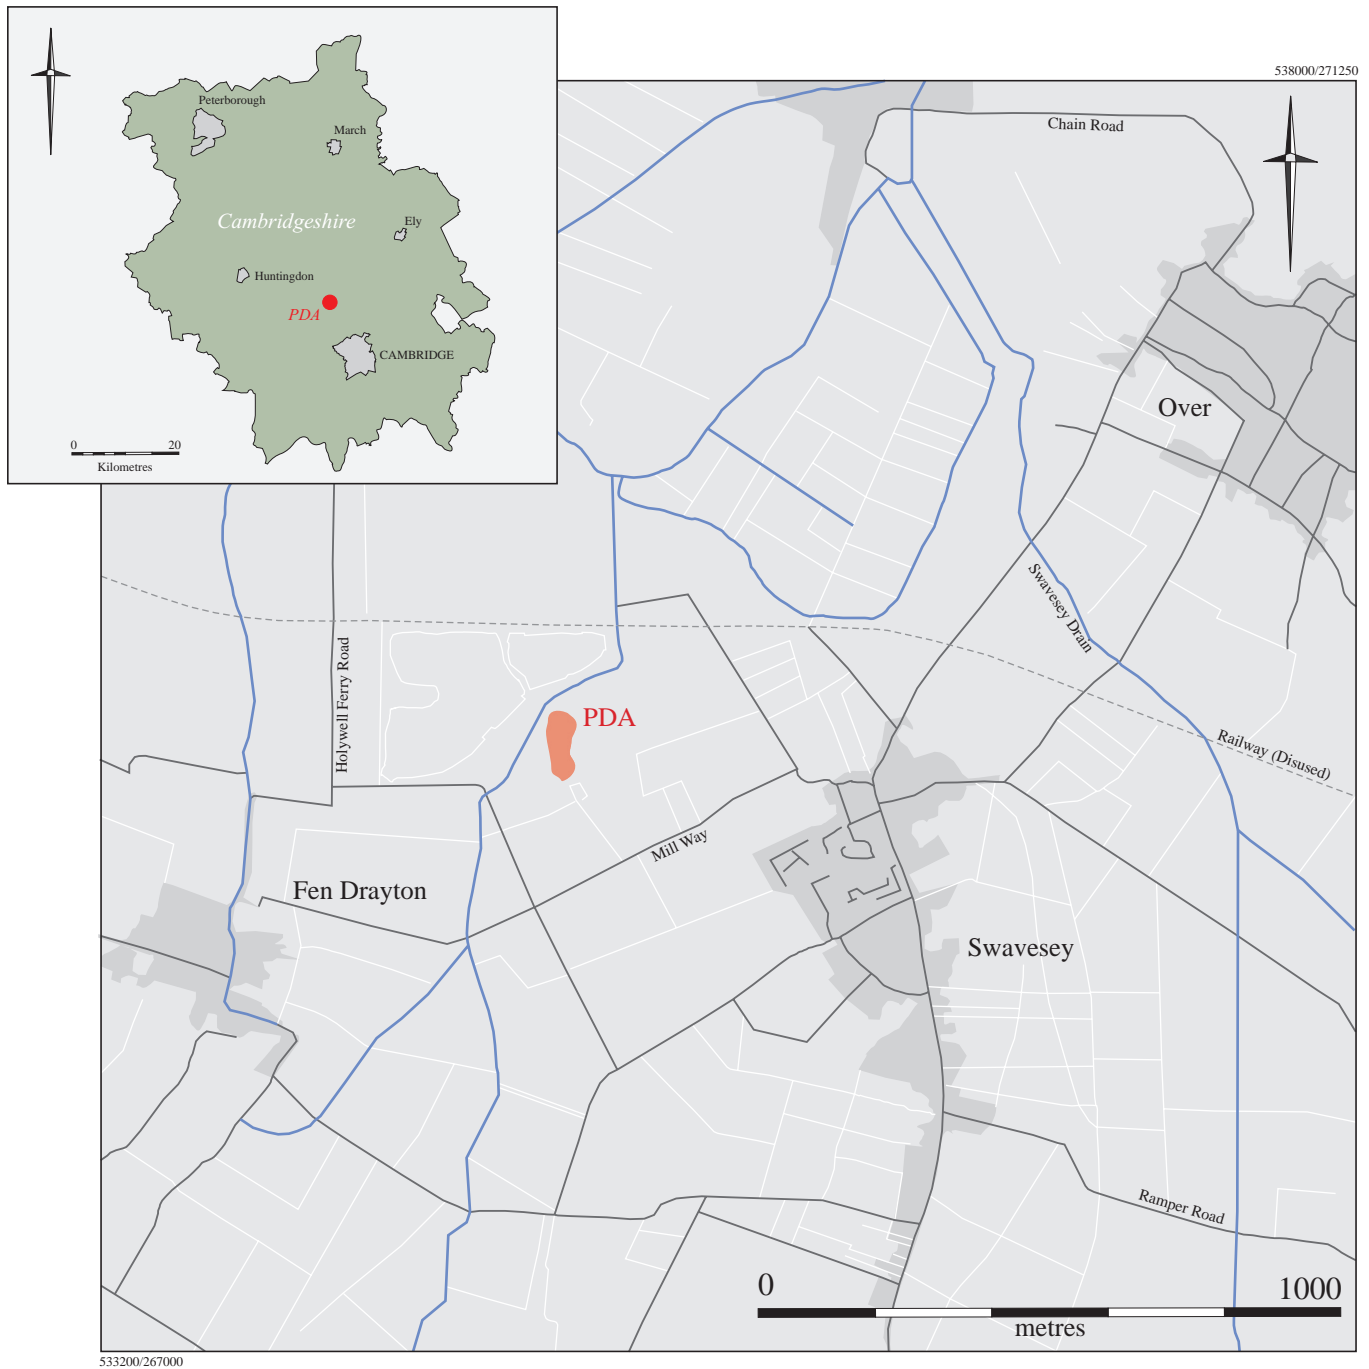 538000/271250
Peterborough
March
Cambridgeshire
Ely
Huntingdon
PDA
CAMBRIDGE
0 20
Kilometres
Chain Road
Over
Swavesey Drain
Holywell Ferry Road
PDA
Railway (Disused)
Mill Way
Fen Drayton
Swavesey
Ramper Road
0 1000
metres
533200/267000